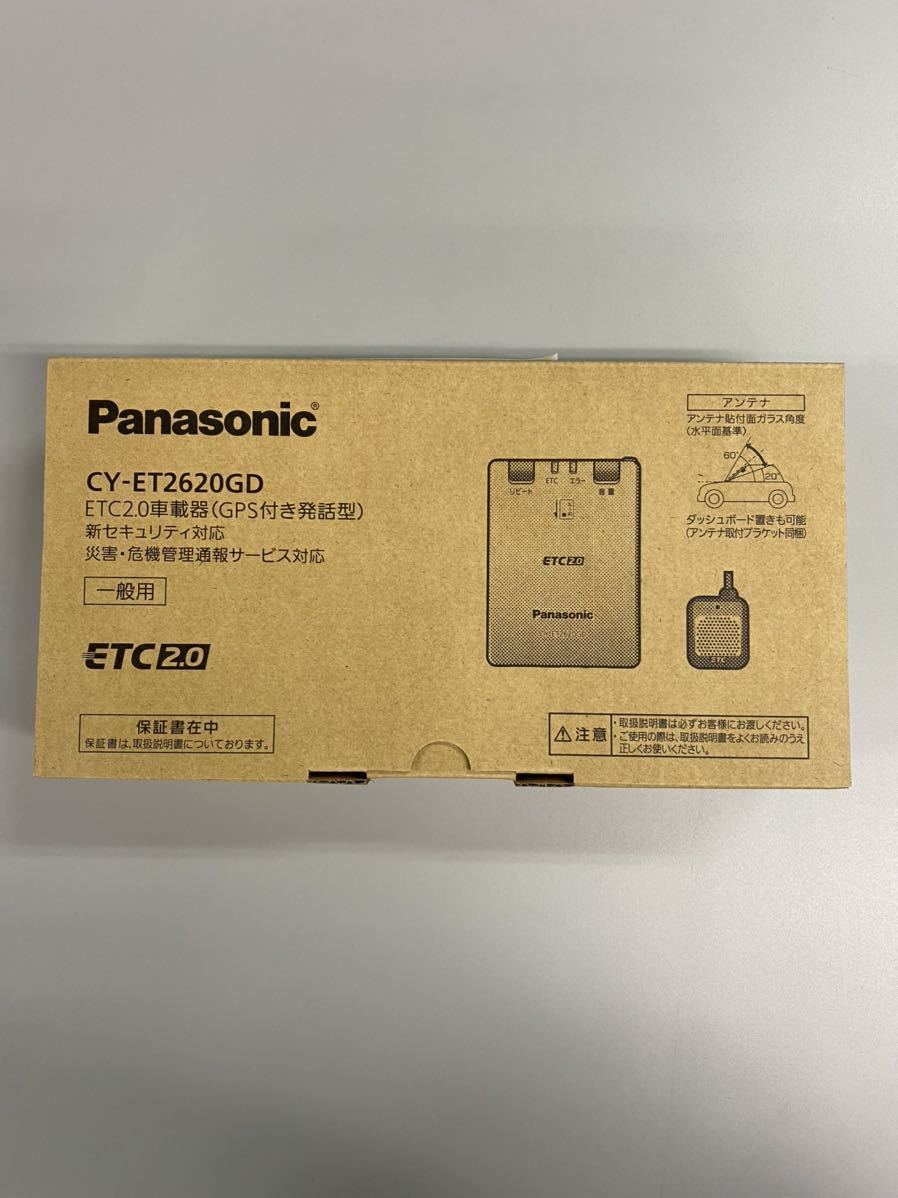 Panasonic®
CY-ET2620GD
ETC2.0車載器(GPS付き発話型)
新セキュリティ対応
災害・危機管理通報サービス対応
一般用
ETC2.0
保証書在中
保証書は、取扱説明書についております。
リピート
ETC
エラー
音量
ETC2.0
Panasonic
CY-ET2620GD
アンテナ
アンテナ貼付面ガラス角度
(水平面基準)
60°
20°
ダッシュボード置きも可能
(アンテナ取付ブラケット同梱)
ETC
注意
・取扱説明書は必ずお客様にお渡しください。
・ご使用の際は、取扱説明書をよくお読みのうえ
正しくお使いください。